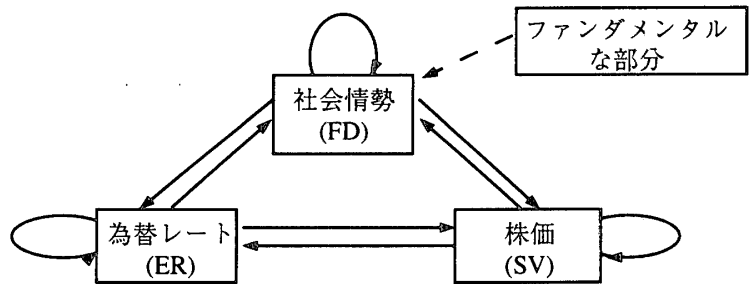 ファンダメンタル
な部分
社会情勢
(FD)
為替レート
(ER)
株価
(SV)